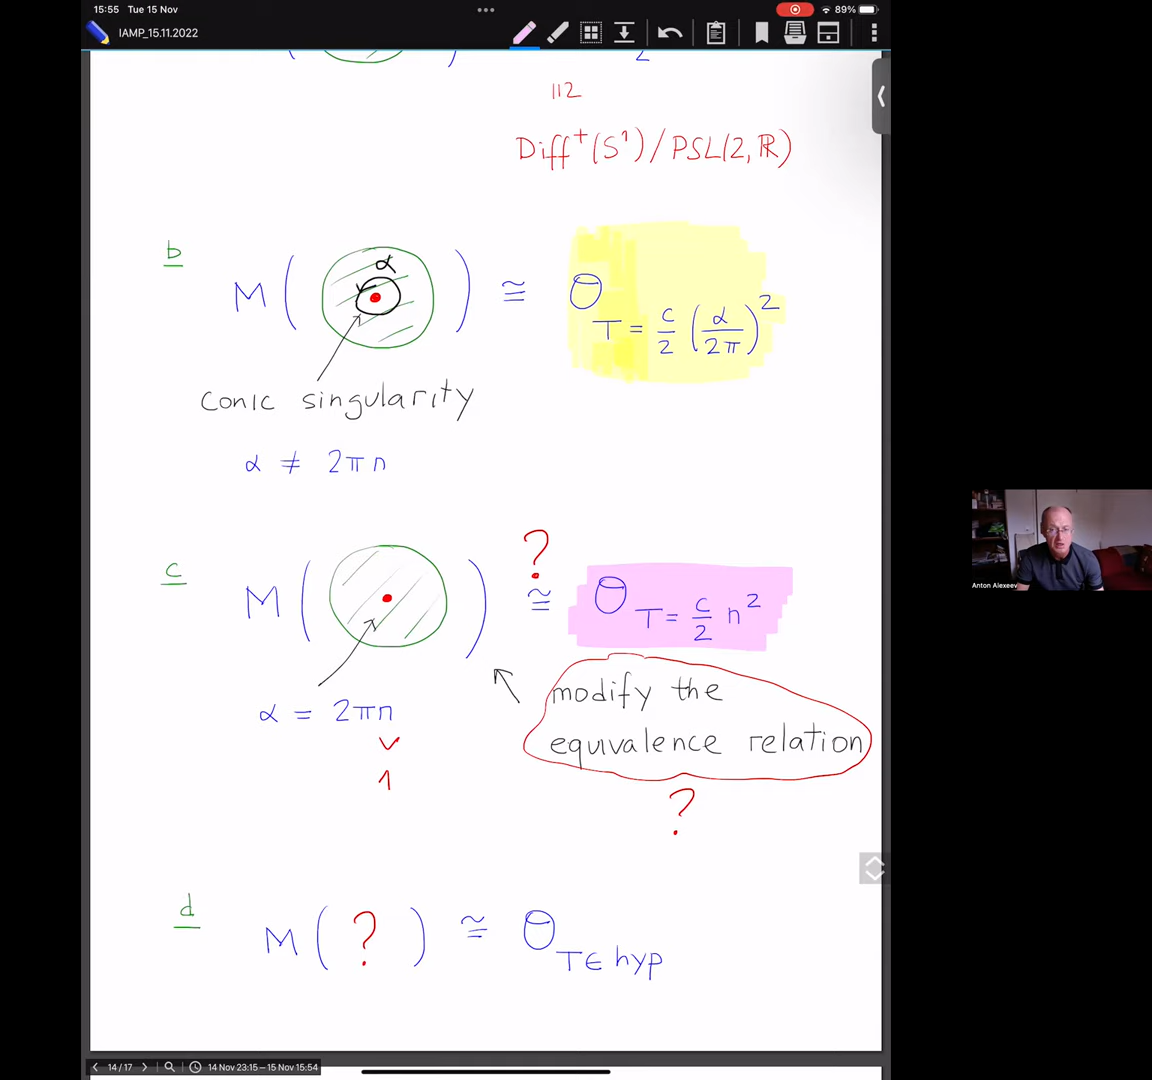 15:55 Tue 15 Nov
89%
IAMP_15.11.2022
112
Diff⁺(S¹)/PSL(2,ℝ)
b
M( α ) ≅ O T = c/2 (α/2π)²
conic singularity
α ≠ 2πn
c
?
M( ) ≅ O T = c/2 n²
α = 2πn
v
1
modify the
equivalence relation
?
Anton Alexeev
d
M( ? ) ≅ O T∈ hyp
14/17
14 Nov 23:15–15 Nov 15:54